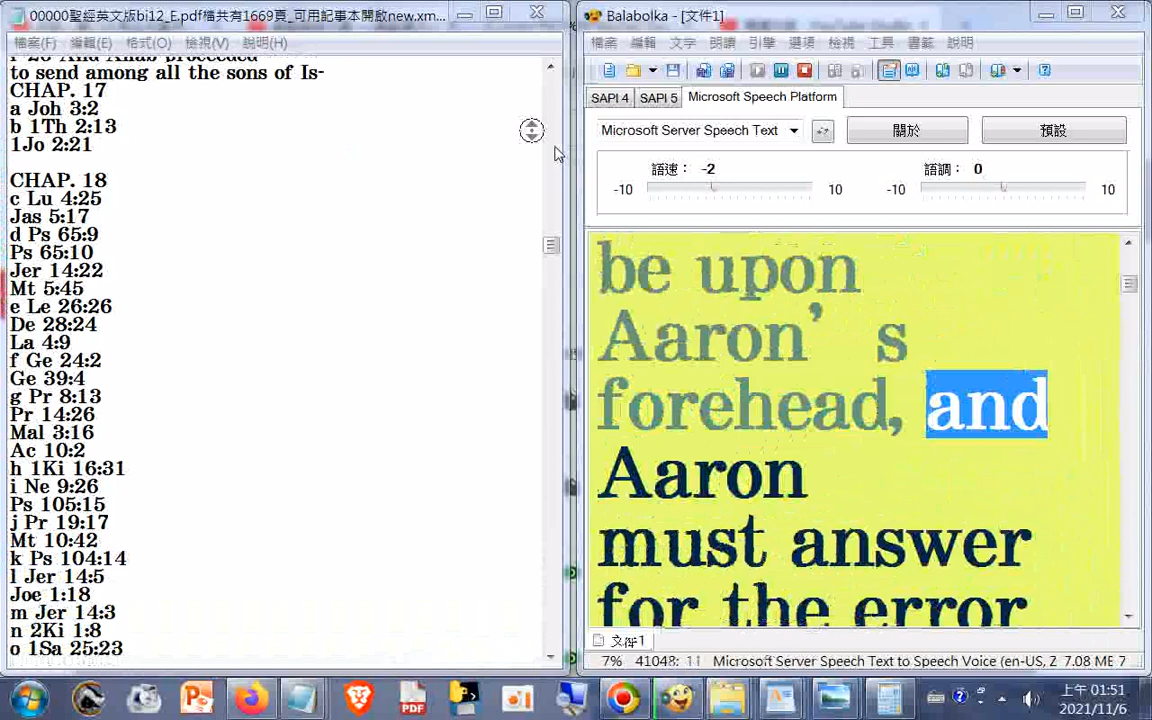 00000聖經英文版bi12_E.pdf檔共有1669頁_可用記事本開啟new.xm...
檔案(F) 編輯(E) 格式(O) 檢視(V) 說明(H)
to send among all the sons of Is-
CHAP. 17
a Joh 3:2
b 1Th 2:13
1Jo 2:21
CHAP. 18
c Lu 4:25
Jas 5:17
d Ps 65:9
Ps 65:10
Jer 14:22
Mt 5:45
e Le 26:26
De 28:24
La 4:9
f Ge 24:2
Ge 39:4
g Pr 8:13
Pr 14:26
Mal 3:16
Ac 10:2
h 1Ki 16:31
i Ne 9:26
Ps 105:15
j Pr 19:17
Mt 10:42
k Ps 104:14
l Jer 14:5
Joe 1:18
m Jer 14:3
n 2Ki 1:8
o 1Sa 25:23
Balabolka - [文件1]
檔案 編輯 文字 朗讀 引擎 選項 檢視 工具 書籤 說明
SAPI 4 SAPI 5 Microsoft Speech Platform
Microsoft Server Speech Text 關於 預設
語速： -2 語調： 0
-10 10 -10 10
be upon
Aaron’ s
forehead, and
Aaron
must answer
for the error
文件1
7% 41048: 11 Microsoft Server Speech Text to Speech Voice (en-US, Z 7.08 ME 7
上午 01:51
2021/11/6